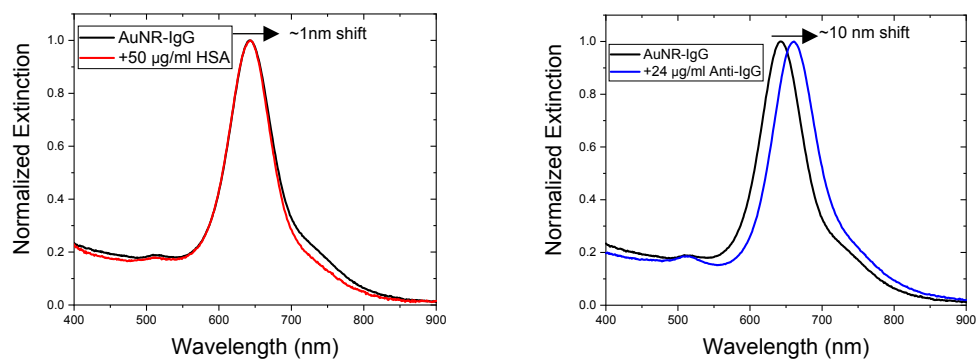 AuNR-IgG
+50 µg/ml HSA
~1nm shift
Normalized Extinction
1.0
0.8
0.6
0.4
0.2
0.0
400 500 600 700 800 900
Wavelength (nm)
AuNR-IgG
+24 µg/ml Anti-IgG
~10 nm shift
Normalized Extinction
1.0
0.8
0.6
0.4
0.2
0.0
400 500 600 700 800 900
Wavelength (nm)